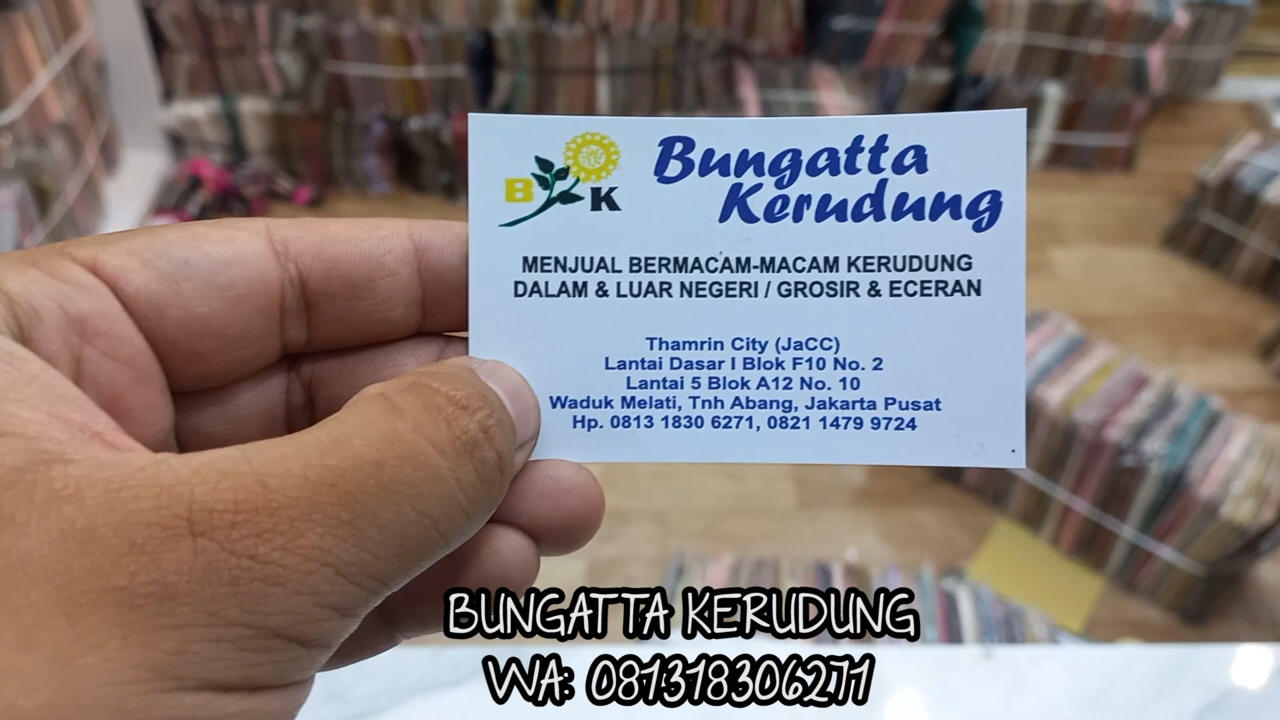 B K
Bungatta
Kerudung
MENJUAL BERMACAM-MACAM KERUDUNG
DALAM & LUAR NEGERI / GROSIR & ECERAN
Thamrin City (JaCC)
Lantai Dasar I Blok F10 No. 2
Lantai 5 Blok A12 No. 10
Waduk Melati, Tnh Abang, Jakarta Pusat
Hp. 0813 1830 6271, 0821 1479 9724
BUNGATTA KERUDUNG
WA: 081318306271